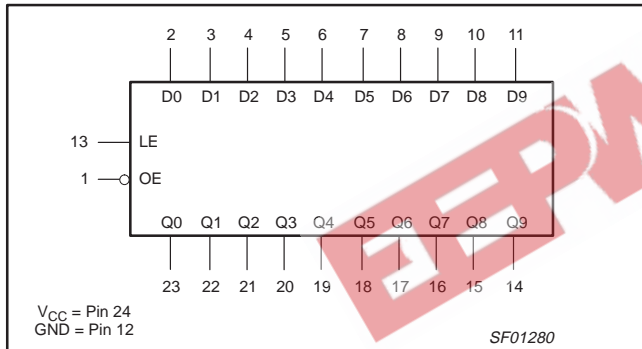 2 3 4 5 6 7 8 9 10 11
D0 D1 D2 D3 D4 D5 D6 D7 D8 D9
13 LE
1 OE
Q0 Q1 Q2 Q3 Q4 Q5 Q6 Q7 Q8 Q9
23 22 21 20 19 18 17 16 15 14
VCC = Pin 24
GND = Pin 12
SF01280